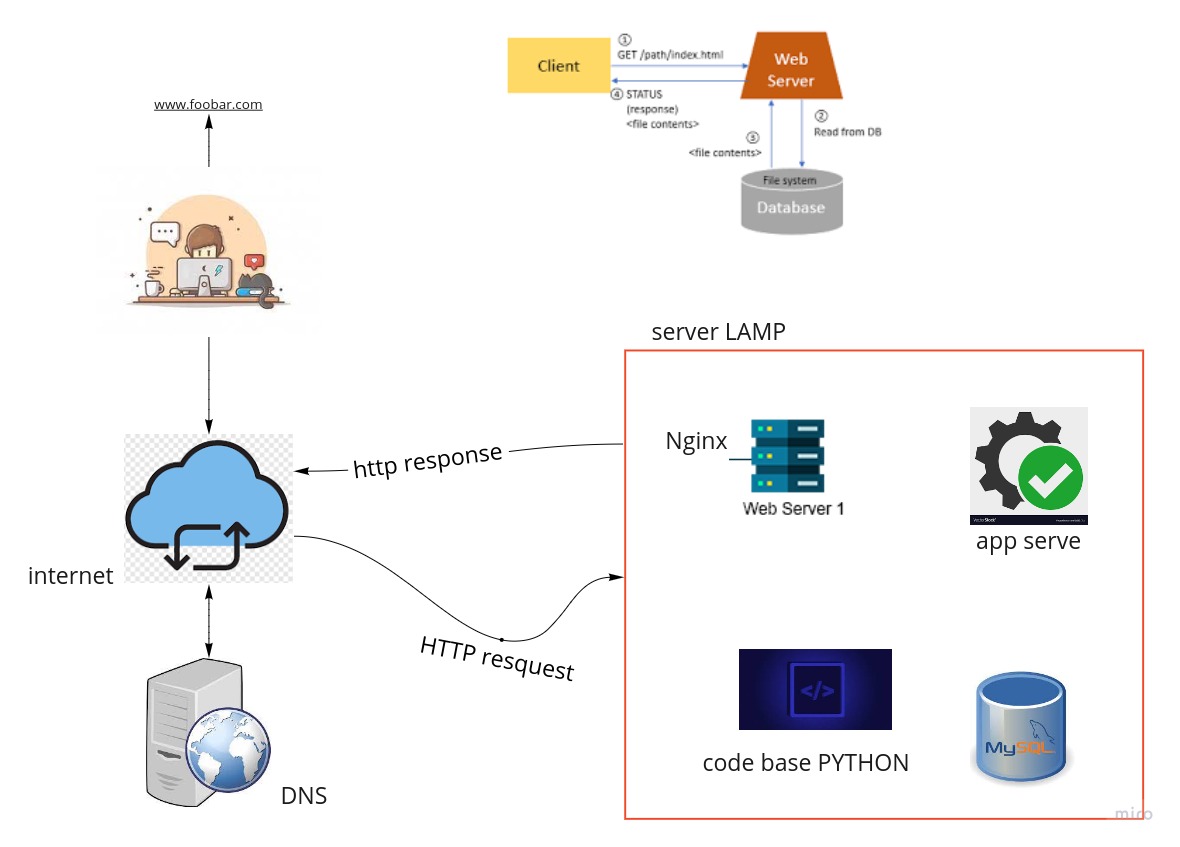 ①
GET /path/index.html
Client
Web
Server
④ STATUS
(response)
<file contents>
②
Read from DB
③
<file contents>
File system
Database
www.foobar.com
server LAMP
Nginx
Web Server 1
app serve
http response
internet
HTTP resquest
</>
code base PYTHON
MySQL
DNS
miro